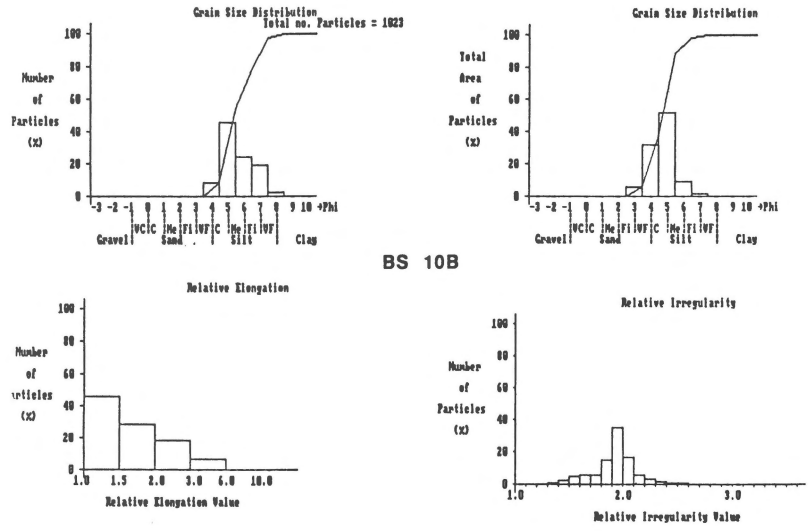 Grain Size Distribution
Total no. Particles = 1023
100
80
60
40
20
0
Number
of
Particles
(%)
-3 -2 -1 0 1 2 3 4 5 6 7 8 9 10 +Phi
VC C Me Fi VF C Me Fi VF
Gravel Sand Silt Clay
Grain Size Distribution
100
80
60
40
20
0
Total
Area
of
Particles
(%)
-3 -2 -1 0 1 2 3 4 5 6 7 8 9 10 +Phi
VC C Me Fi VF C Me Fi VF
Gravel Sand Silt Clay
BS 10B
Relative Elongation
100
80
60
40
20
0
Number
of
articles
(%)
1.0 1.5 2.0 3.0 6.0 10.0
Relative Elongation Value
Relative Irregularity
100
80
60
40
20
0
Number
of
Particles
(%)
1.0 2.0 3.0
Relative Irregularity Value